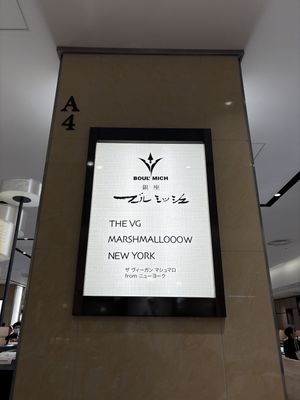 A
4
BOUL' MICH
銀座
ブールミッシュ
THE VG
MARSHMALLOOOW
NEW YORK
ザ ヴィーガン マシュマロ
from ニューヨーク